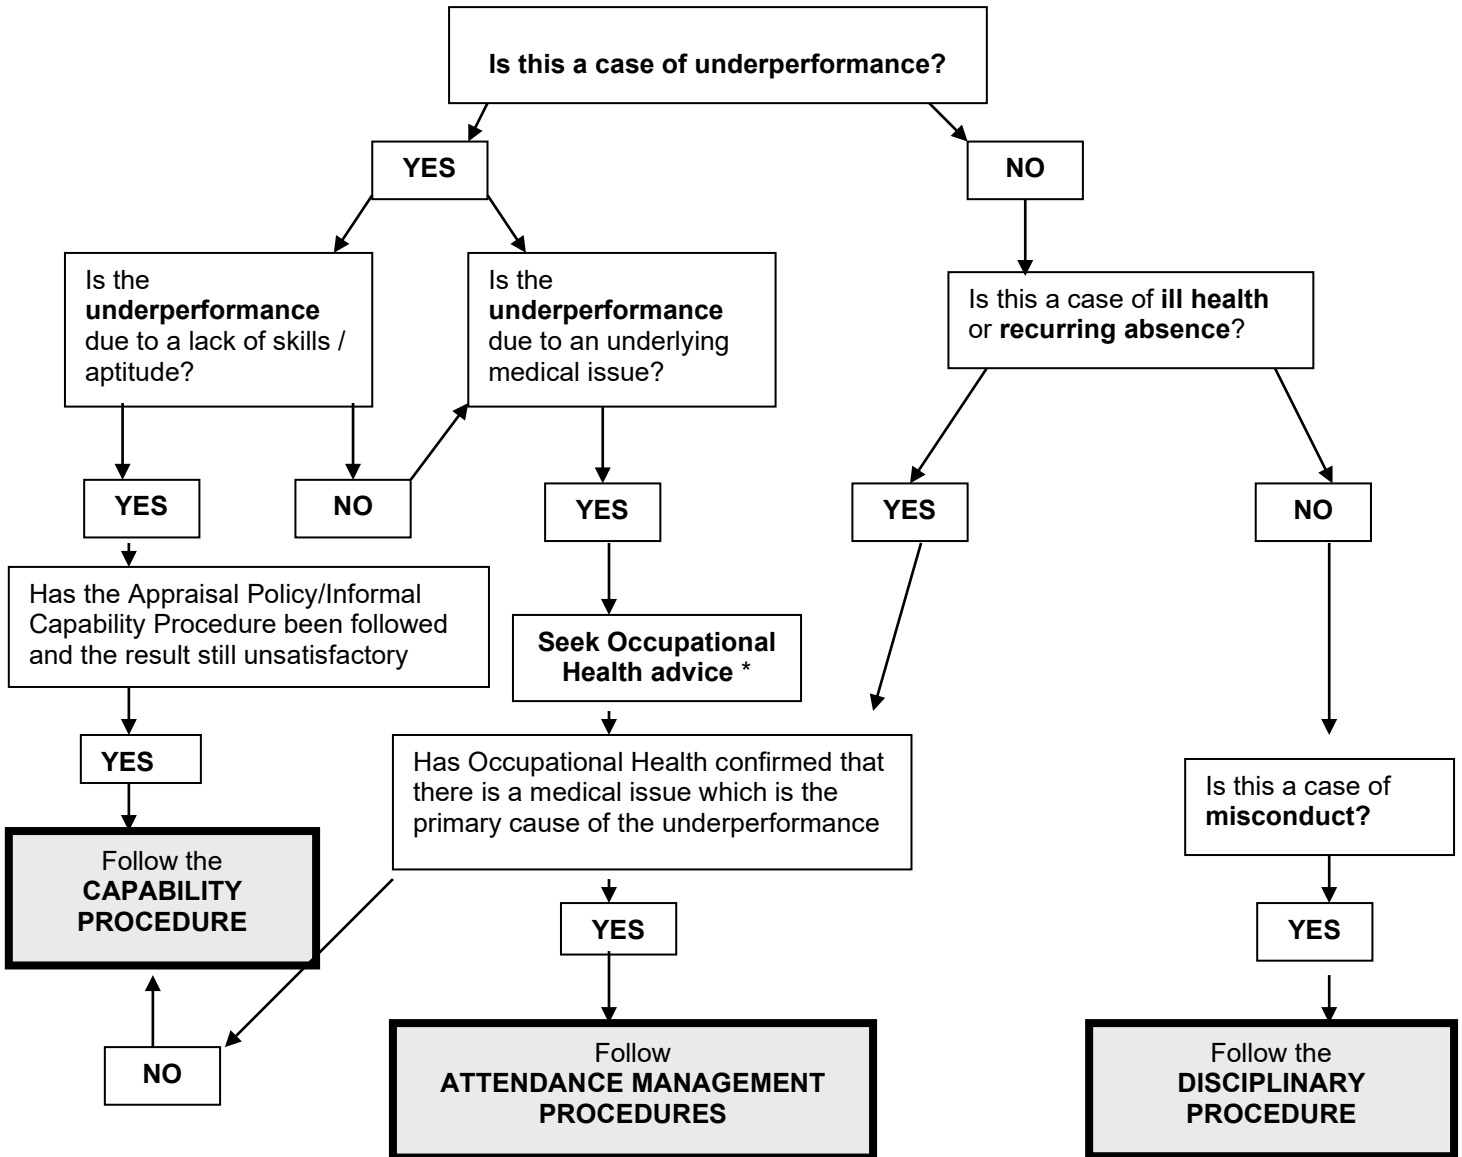 Is this a case of underperformance?
YES
NO
Is the
underperformance
due to a lack of skills /
aptitude?
Is the
underperformance
due to an underlying
medical issue?
Is this a case of ill health
or recurring absence?
YES
NO
YES
YES
NO
Has the Appraisal Policy/Informal
Capability Procedure been followed
and the result still unsatisfactory
Seek Occupational
Health advice *
YES
Has Occupational Health confirmed that
there is a medical issue which is the
primary cause of the underperformance
Is this a case of
misconduct?
Follow the
CAPABILITY
PROCEDURE
YES
YES
NO
Follow
ATTENDANCE MANAGEMENT
PROCEDURES
Follow the
DISCIPLINARY
PROCEDURE